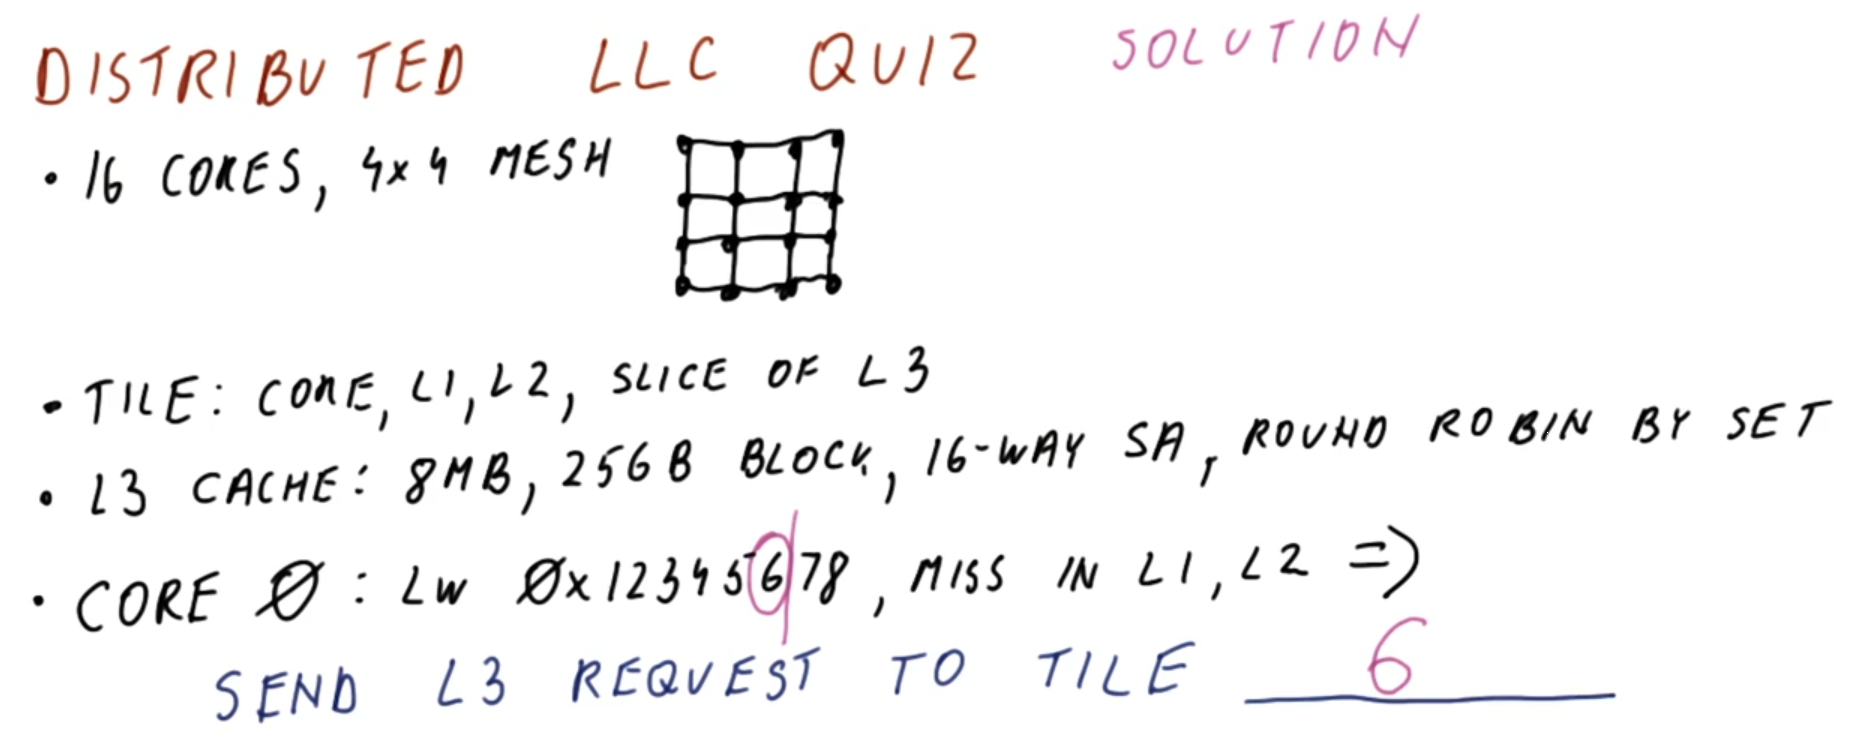 DISTRIBUTED LLC QUIZ SOLUTION
• 16 CORES, 4x4 MESH
• TILE: CORE, L1, L2, SLICE OF L3
• L3 CACHE: 8MB, 256B BLOCK, 16-WAY SA, ROUND ROBIN BY SET
• CORE Ø: LW Øx12345678, MISS IN L1, L2 =>
SEND L3 REQUEST TO TILE 6